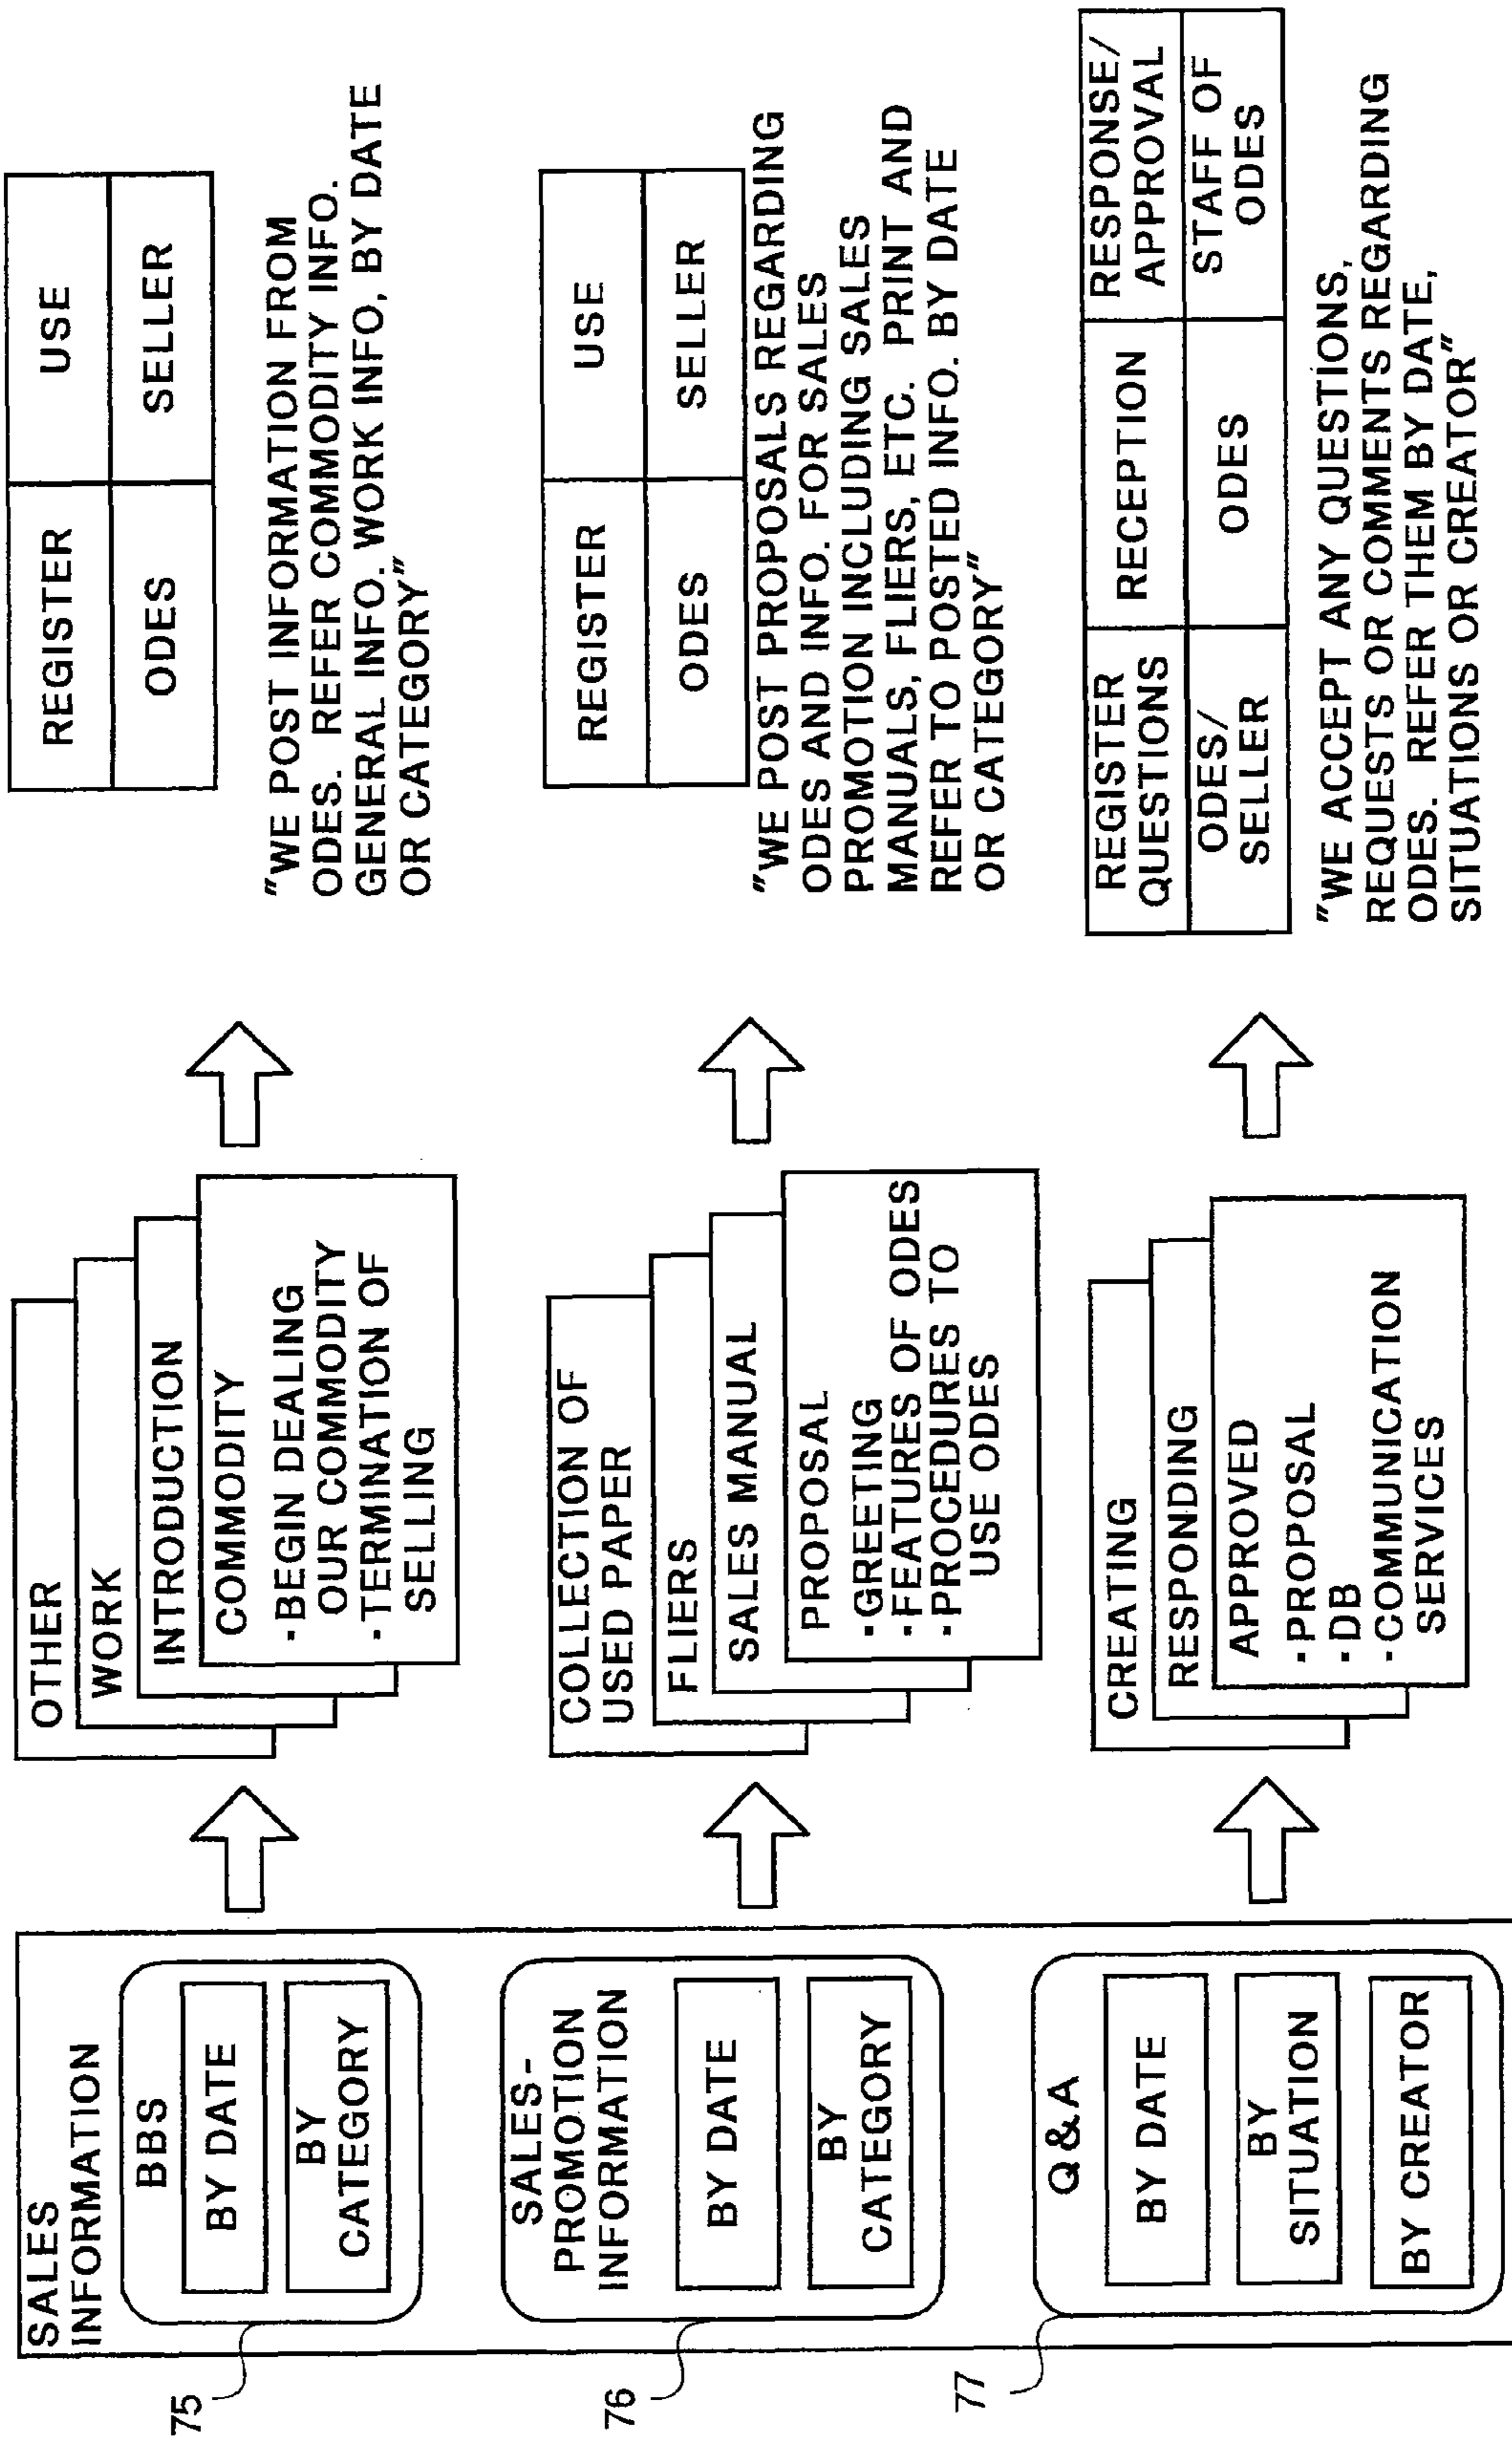 SALES
INFORMATION
75
BBS
BY DATE
BY
CATEGORY
OTHER
WORK
INTRODUCTION
COMMODITY
·BEGIN DEALING
OUR COMMODITY
·TERMINATION OF
SELLING
REGISTER
USE
ODES
SELLER
"WE POST INFORMATION FROM
ODES. REFER COMMODITY INFO.
GENERAL INFO. WORK INFO, BY DATE
OR CATEGORY"
76
SALES-
PROMOTION
INFORMATION
BY DATE
BY
CATEGORY
COLLECTION OF
USED PAPER
FLIERS
SALES MANUAL
PROPOSAL
·GREETING
·FEATURES OF ODES
·PROCEDURES TO
USE ODES
REGISTER
USE
ODES
SELLER
"WE POST PROPOSALS REGARDING
ODES AND INFO. FOR SALES
PROMOTION INCLUDING SALES
MANUALS, FLIERS, ETC. PRINT AND
REFER TO POSTED INFO. BY DATE
OR CATEGORY"
77
Q &A
BY DATE
BY
SITUATION
BY CREATOR
CREATING
RESPONDING
APPROVED
·PROPOSAL
·DB
·COMMUNICATION
SERVICES
REGISTER
QUESTIONS
RECEPTION
RESPONSE/
APPROVAL
ODES/
SELLER
ODES
STAFF OF
ODES
"WE ACCEPT ANY QUESTIONS,
REQUESTS OR COMMENTS REGARDING
ODES. REFER THEM BY DATE,
SITUATIONS OR CREATOR"